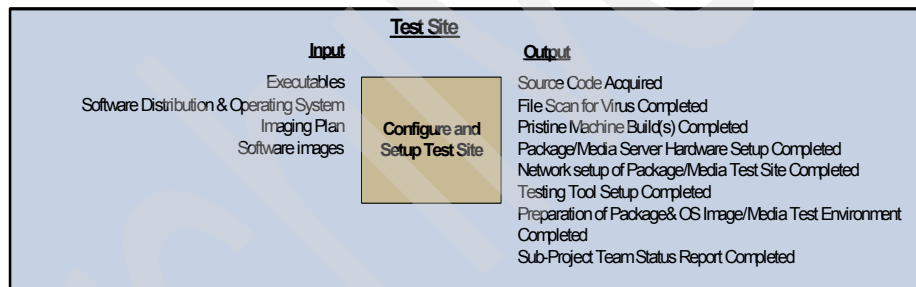 Test Site
Input
Executables
Software Distribution & Operating System
Imaging Plan
Software images
Configure and
Setup Test Site
Output
Source Code Acquired
File Scan for Virus Completed
Pristine Machine Build(s) Completed
Package/Media Server Hardware Setup Completed
Network setup of Package/Media Test Site Completed
Testing Tool Setup Completed
Preparation of Package& OS Image/Media Test Environment
Completed
Sub-Project Team Status Report Completed